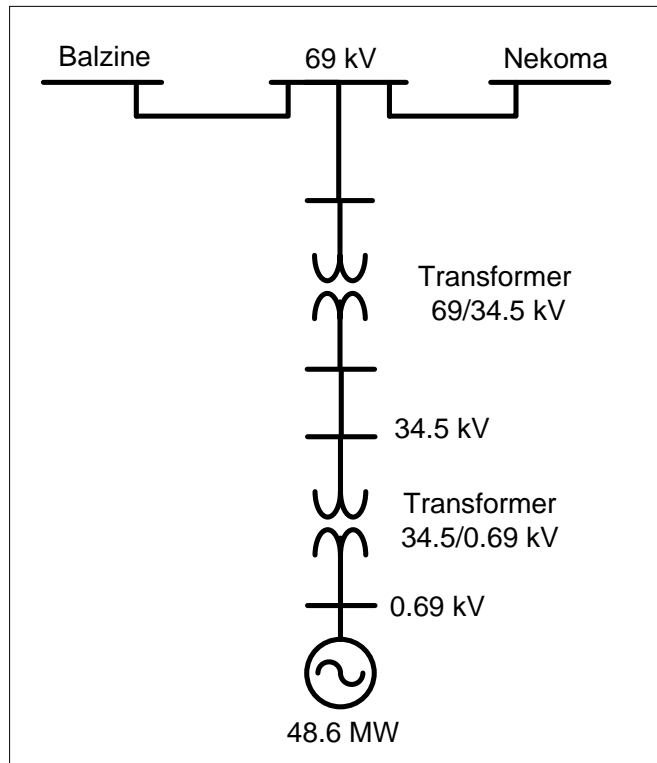 Balzine
69 kV
Nekoma
Transformer
69/34.5 kV
34.5 kV
Transformer
34.5/0.69 kV
0.69 kV
48.6 MW